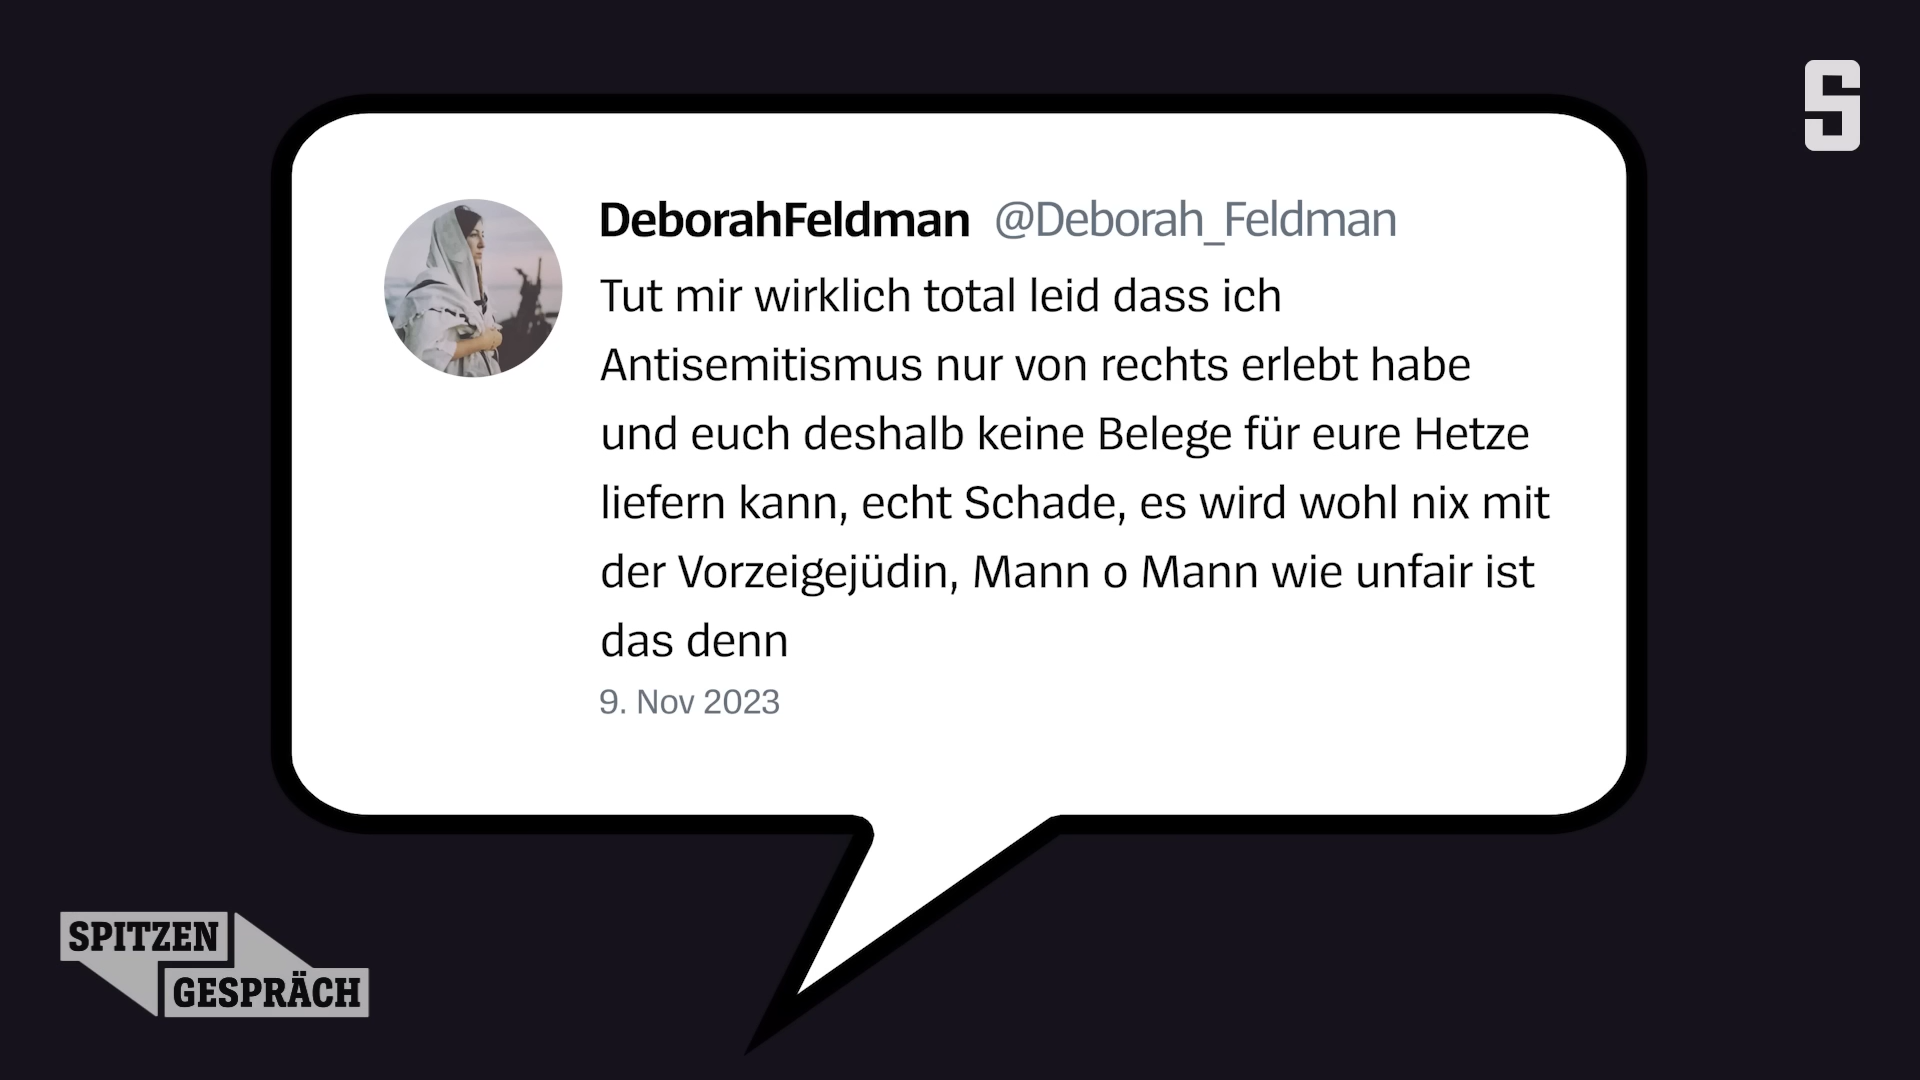 S
DeborahFeldman @Deborah_Feldman
Tut mir wirklich total leid dass ich
Antisemitismus nur von rechts erlebt habe
und euch deshalb keine Belege für eure Hetze
liefern kann, echt Schade, es wird wohl nix mit
der Vorzeigejüdin, Mann o Mann wie unfair ist
das denn
9. Nov 2023
SPITZEN
GESPRÄCH